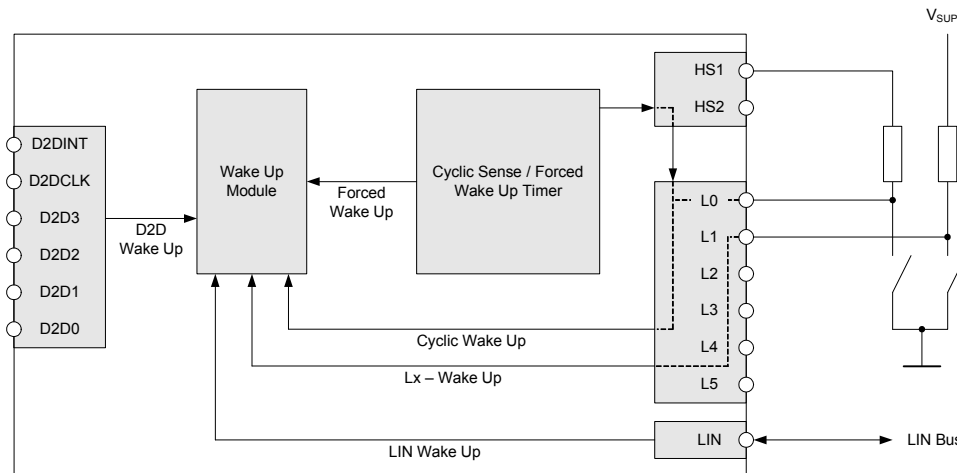 V_SUP
HS1
HS2
D2DINT
D2DCLK
D2D3
D2D2
D2D1
D2D0
D2D
Wake Up
Wake Up
Module
Forced
Wake Up
Cyclic Sense / Forced
Wake Up Timer
L0
L1
L2
L3
L4
L5
Cyclic Wake Up
Lx – Wake Up
LIN Wake Up
LIN
LIN Bus